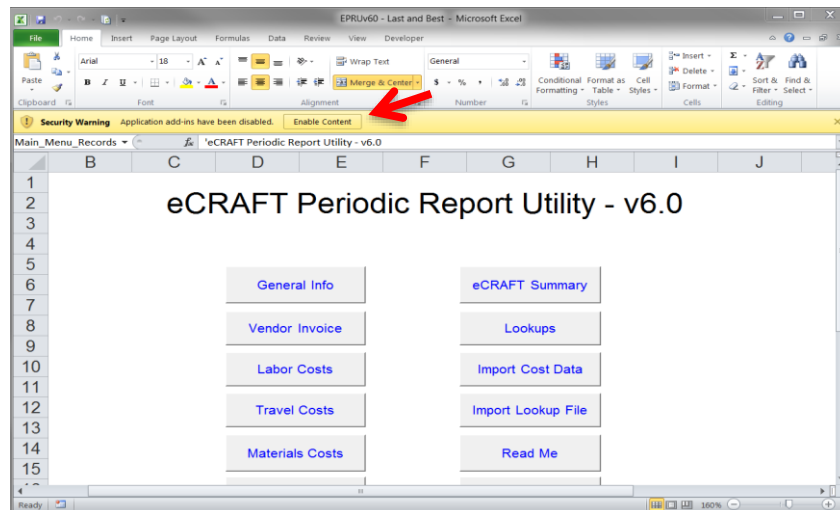 EPRUv60 - Last and Best - Microsoft Excel
File Home Insert Page Layout Formulas Data Review View Developer
Paste
Arial 18 A A Wrap Text General Insert Σ
B I U A Merge & Center $ % , Delete
Conditional Formatting Format as Table Cell Styles Format Sort & Filter Find & Select
Clipboard Font Alignment Number Styles Cells Editing
Security Warning Application add-ins have been disabled. Enable Content
Main_Menu_Records fx 'eCRAFT Periodic Report Utility - v6.0
B C D E F G H I J
1
2 eCRAFT Periodic Report Utility - v6.0
3
4
5
6 General Info eCRAFT Summary
7
8 Vendor Invoice Lookups
9
10 Labor Costs Import Cost Data
11
12 Travel Costs Import Lookup File
13
14 Materials Costs Read Me
15
Ready 160%